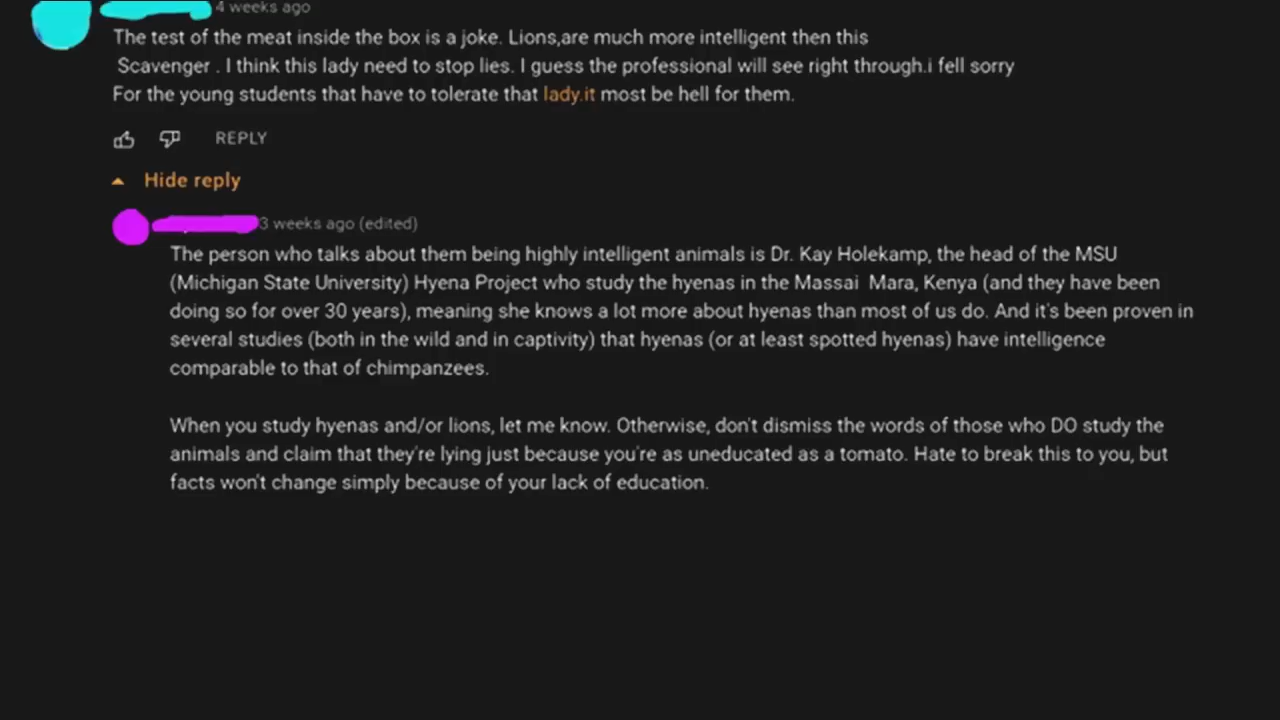 4 weeks ago
The test of the meat inside the box is a joke. Lions,are much more intelligent then this
Scavenger . I think this lady need to stop lies. I guess the professional will see right through.i fell sorry
For the young students that have to tolerate that lady.it most be hell for them.
REPLY
Hide reply
3 weeks ago (edited)
The person who talks about them being highly intelligent animals is Dr. Kay Holekamp, the head of the MSU
(Michigan State University) Hyena Project who study the hyenas in the Massai Mara, Kenya (and they have been
doing so for over 30 years), meaning she knows a lot more about hyenas than most of us do. And it's been proven in
several studies (both in the wild and in captivity) that hyenas (or at least spotted hyenas) have intelligence
comparable to that of chimpanzees.
When you study hyenas and/or lions, let me know. Otherwise, don't dismiss the words of those who DO study the
animals and claim that they're lying just because you're as uneducated as a tomato. Hate to break this to you, but
facts won't change simply because of your lack of education.